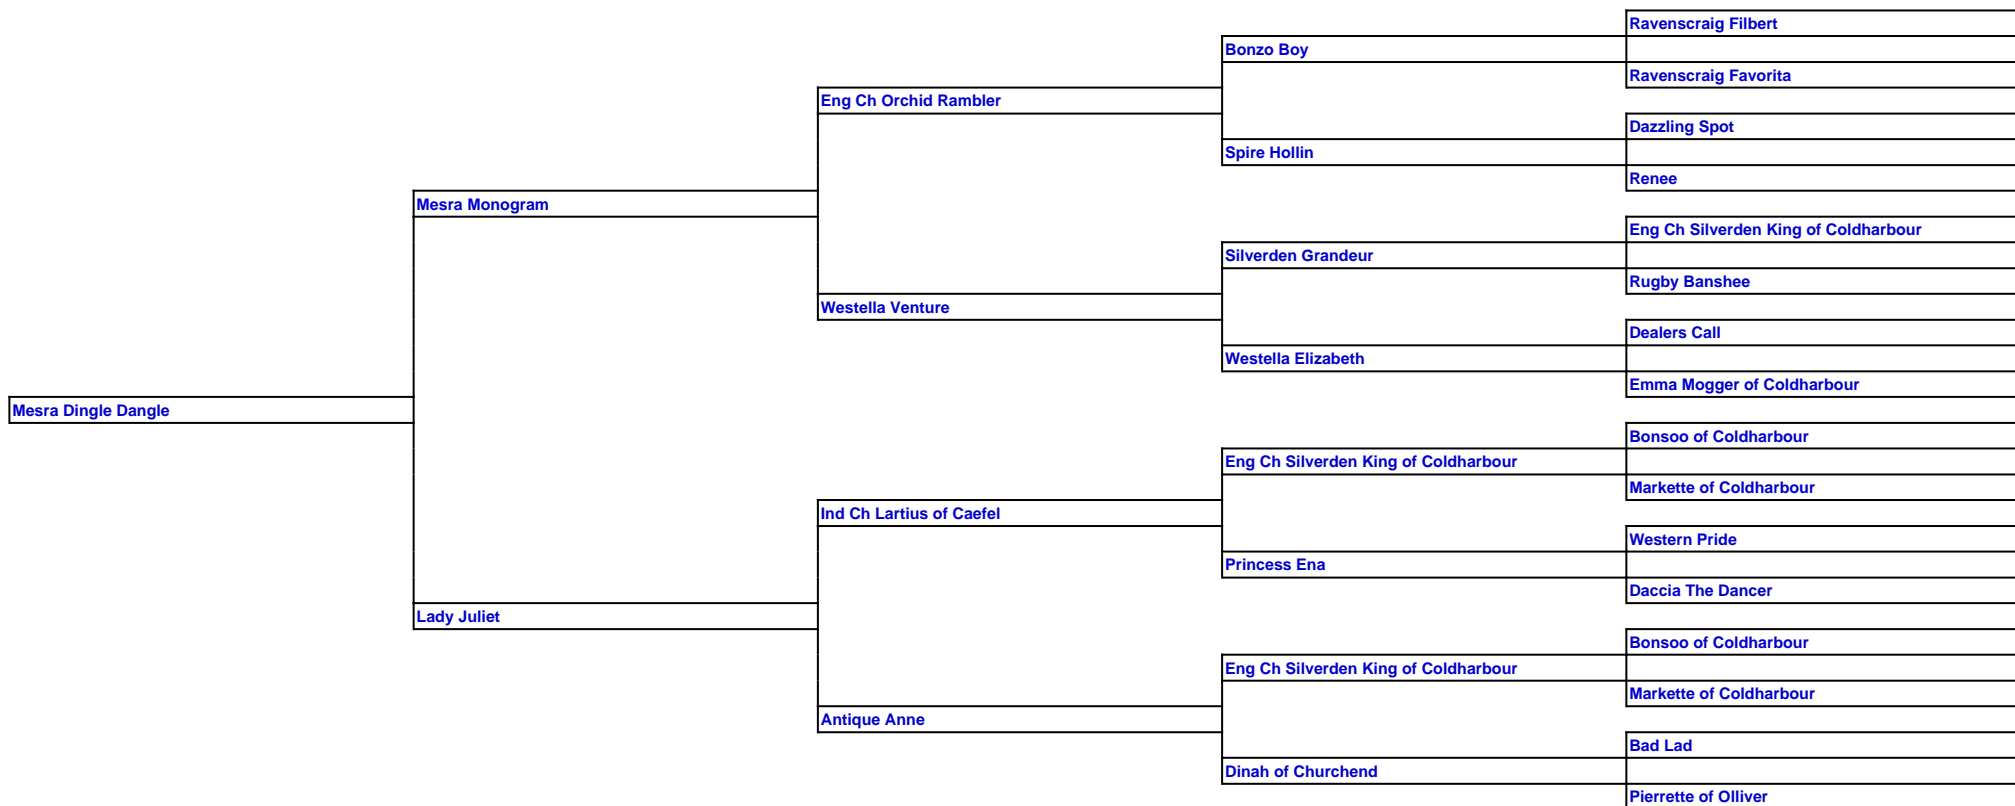 Ravenscraig Filbert
Bonzo Boy
Ravenscraig Favorita
Eng Ch Orchid Rambler
Dazzling Spot
Spire Hollin
Renee
Mesra Monogram
Eng Ch Silverden King of Coldharbour
Silverden Grandeur
Rugby Banshee
Westella Venture
Dealers Call
Westella Elizabeth
Emma Mogger of Coldharbour
Mesra Dingle Dangle
Bonsoo of Coldharbour
Eng Ch Silverden King of Coldharbour
Markette of Coldharbour
Ind Ch Lartius of Caefel
Western Pride
Princess Ena
Daccia The Dancer
Lady Juliet
Bonsoo of Coldharbour
Eng Ch Silverden King of Coldharbour
Markette of Coldharbour
Antique Anne
Bad Lad
Dinah of Churchend
Pierrette of Olliver